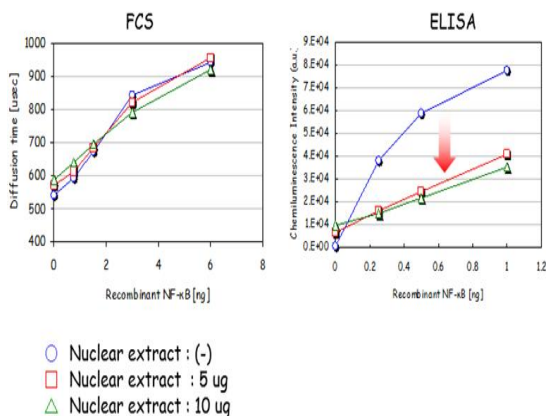 FCS
ELISA
1000
900
800
700
600
500
400
0 2 4 6 8
Diffusion time [usec]
Recombinant NF-κB [ng]
9.E+04
8.E+04
7.E+04
6.E+04
5.E+04
4.E+04
3.E+04
2.E+04
1.E+04
0.E+00
0 0.2 0.4 0.6 0.8 1 1.2
Chemiluminescence Intensity (a.u.)
Recombinant NF-κB [ng]
Nuclear extract : (-)
Nuclear extract : 5 ug
Nuclear extract : 10 ug